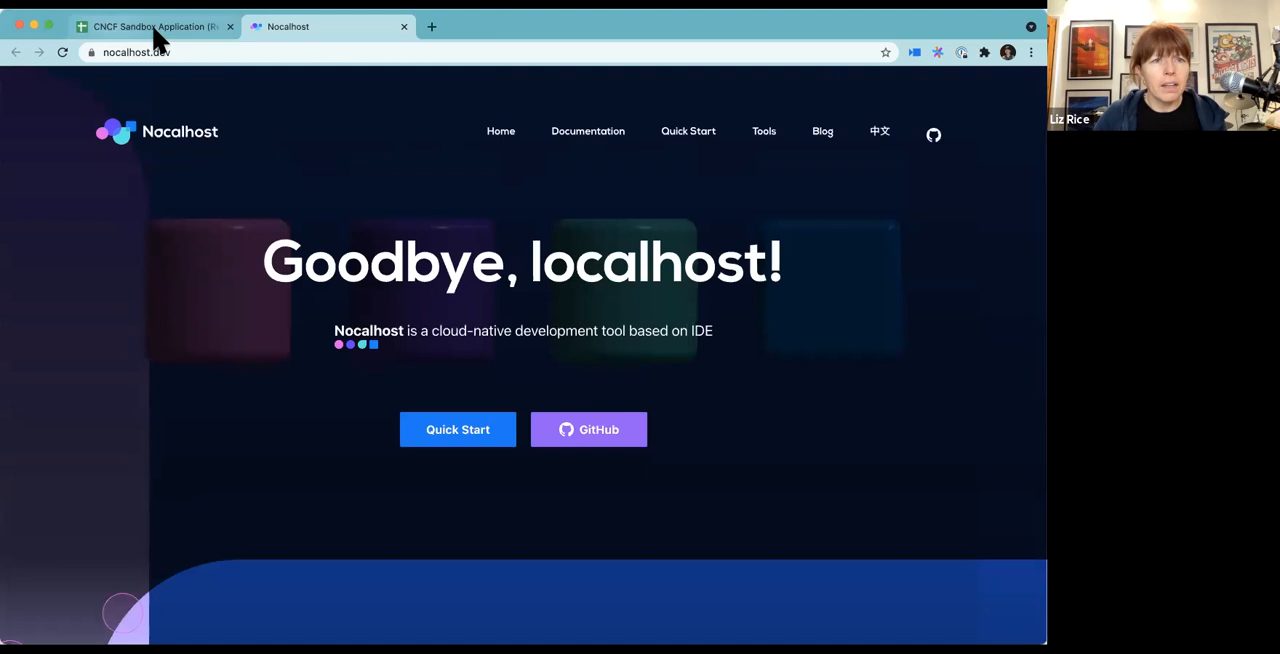 CNCF Sandbox Application (Re
Nocalhost
nocalhost.dev
Liz Rice
Nocalhost
Home
Documentation
Quick Start
Tools
Blog
中文
Goodbye, localhost!
Nocalhost is a cloud-native development tool based on IDE
Quick Start
GitHub